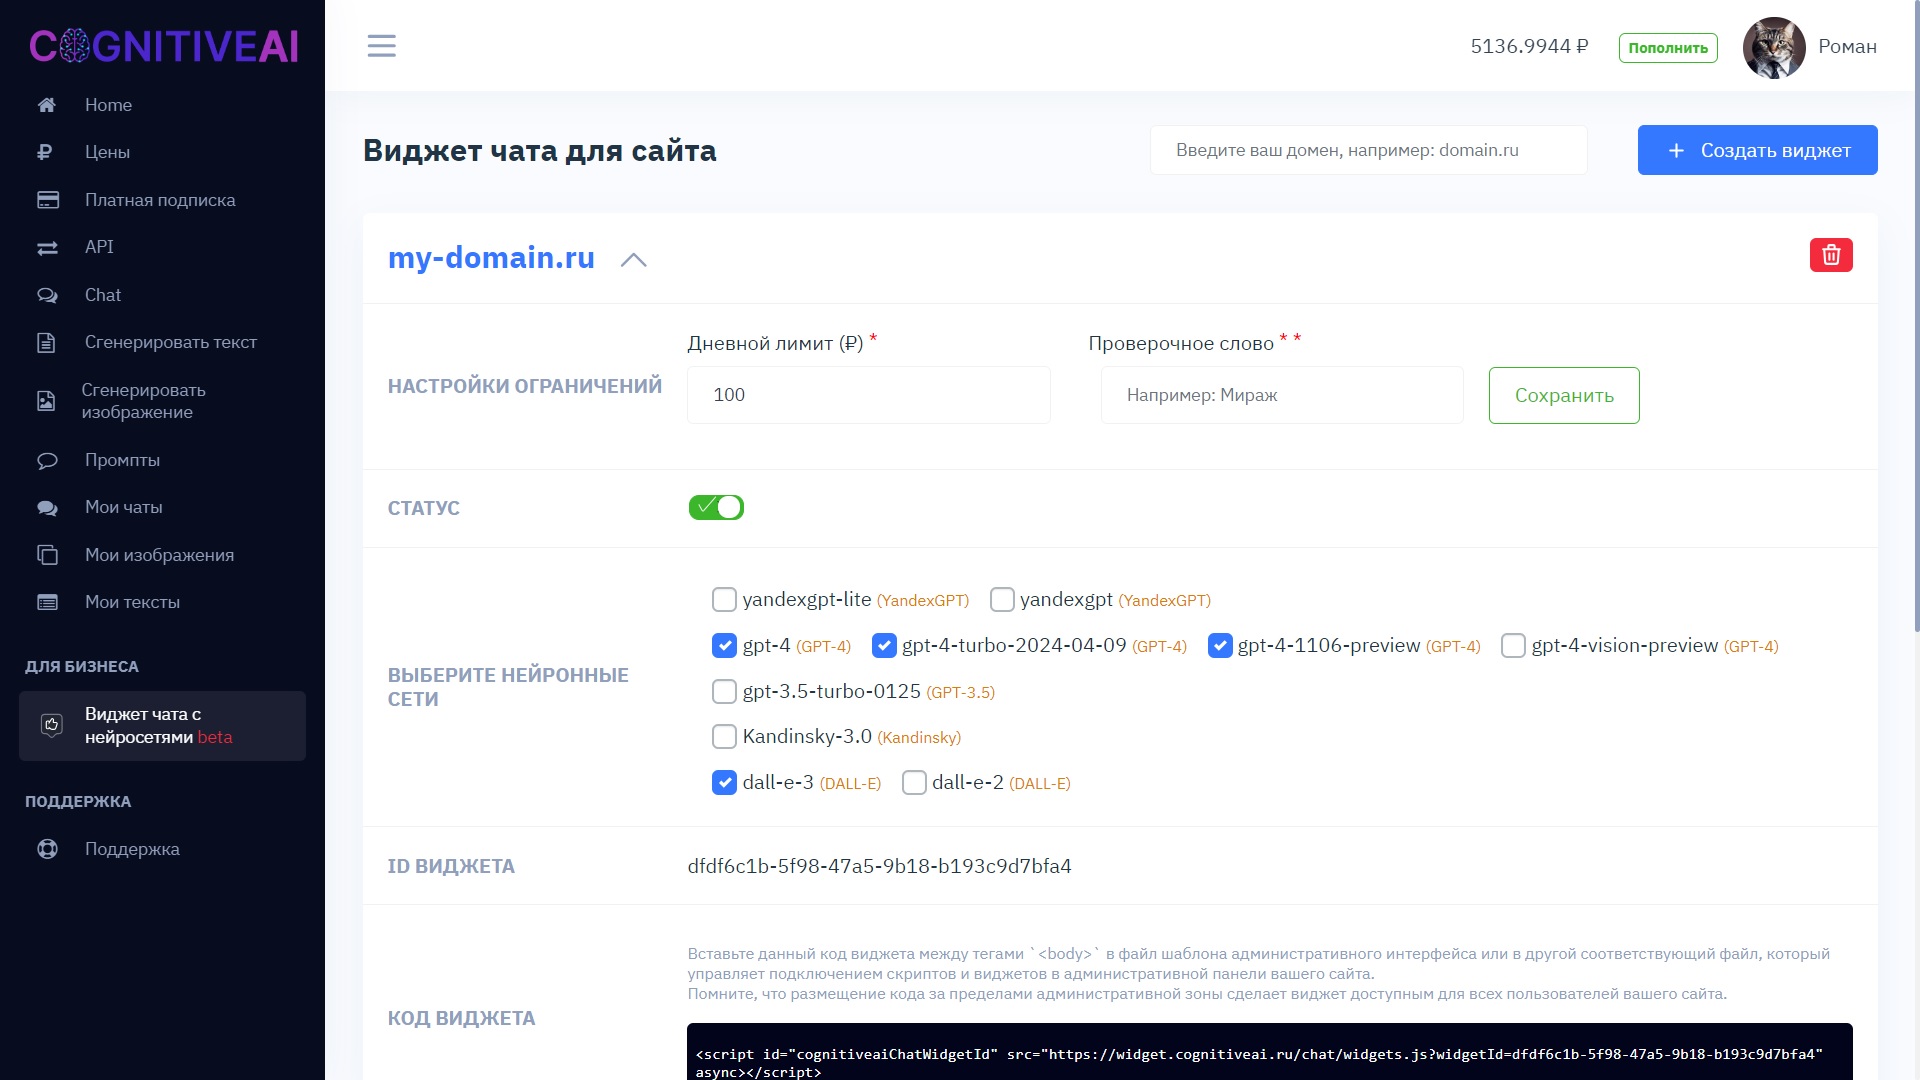 COGNITIVEAI
Home
Цены
Платная подписка
API
Chat
Сгенерировать текст
Сгенерировать
изображение
Промпты
Мои чаты
Мои изображения
Мои тексты
ДЛЯ БИЗНЕСА
Виджет чата с
нейросетями beta
ПОДДЕРЖКА
Поддержка
5136.9944 ₽
Пополнить
Роман
Виджет чата для сайта
Введите ваш домен, например: domain.ru
+ Создать виджет
my-domain.ru
НАСТРОЙКИ ОГРАНИЧЕНИЙ
Дневной лимит (₽) *
100
Проверочное слово * *
Например: Мираж
Сохранить
СТАТУС
ВЫБЕРИТЕ НЕЙРОННЫЕ
СЕТИ
yandexgpt-lite (YandexGPT) yandexgpt (YandexGPT)
gpt-4 (GPT-4) gpt-4-turbo-2024-04-09 (GPT-4) gpt-4-1106-preview (GPT-4) gpt-4-vision-preview (GPT-4)
gpt-3.5-turbo-0125 (GPT-3.5)
Kandinsky-3.0 (Kandinsky)
dall-e-3 (DALL-E) dall-e-2 (DALL-E)
ID ВИДЖЕТА
dfdf6c1b-5f98-47a5-9b18-b193c9d7bfa4
КОД ВИДЖЕТА
Вставьте данный код виджета между тегами `<body>` в файл шаблона административного интерфейса или в другой соответствующий файл, который
управляет подключением скриптов и виджетов в административной панели вашего сайта.
Помните, что размещение кода за пределами административной зоны сделает виджет доступным для всех пользователей вашего сайта.
<script id="cognitiveaiChatWidgetId" src="https://widget.cognitiveai.ru/chat/widgets.js?widgetId=dfdf6c1b-5f98-47a5-9b18-b193c9d7bfa4"
async></script>